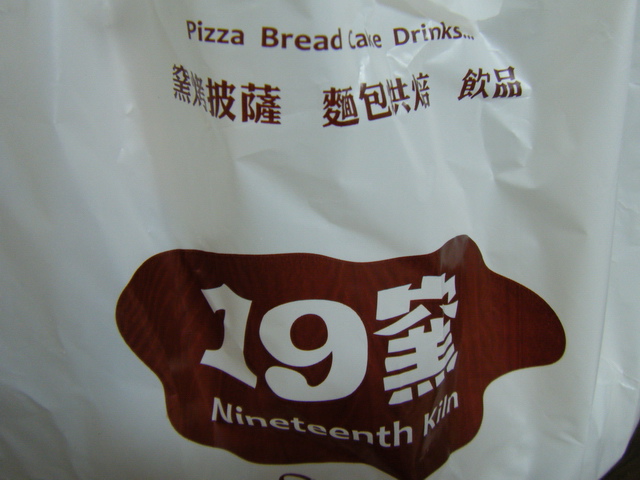 Pizza Bread Cake Drinks...
窯烤披薩 麵包烘焙 飲品
19窯
Nineteenth Kiln